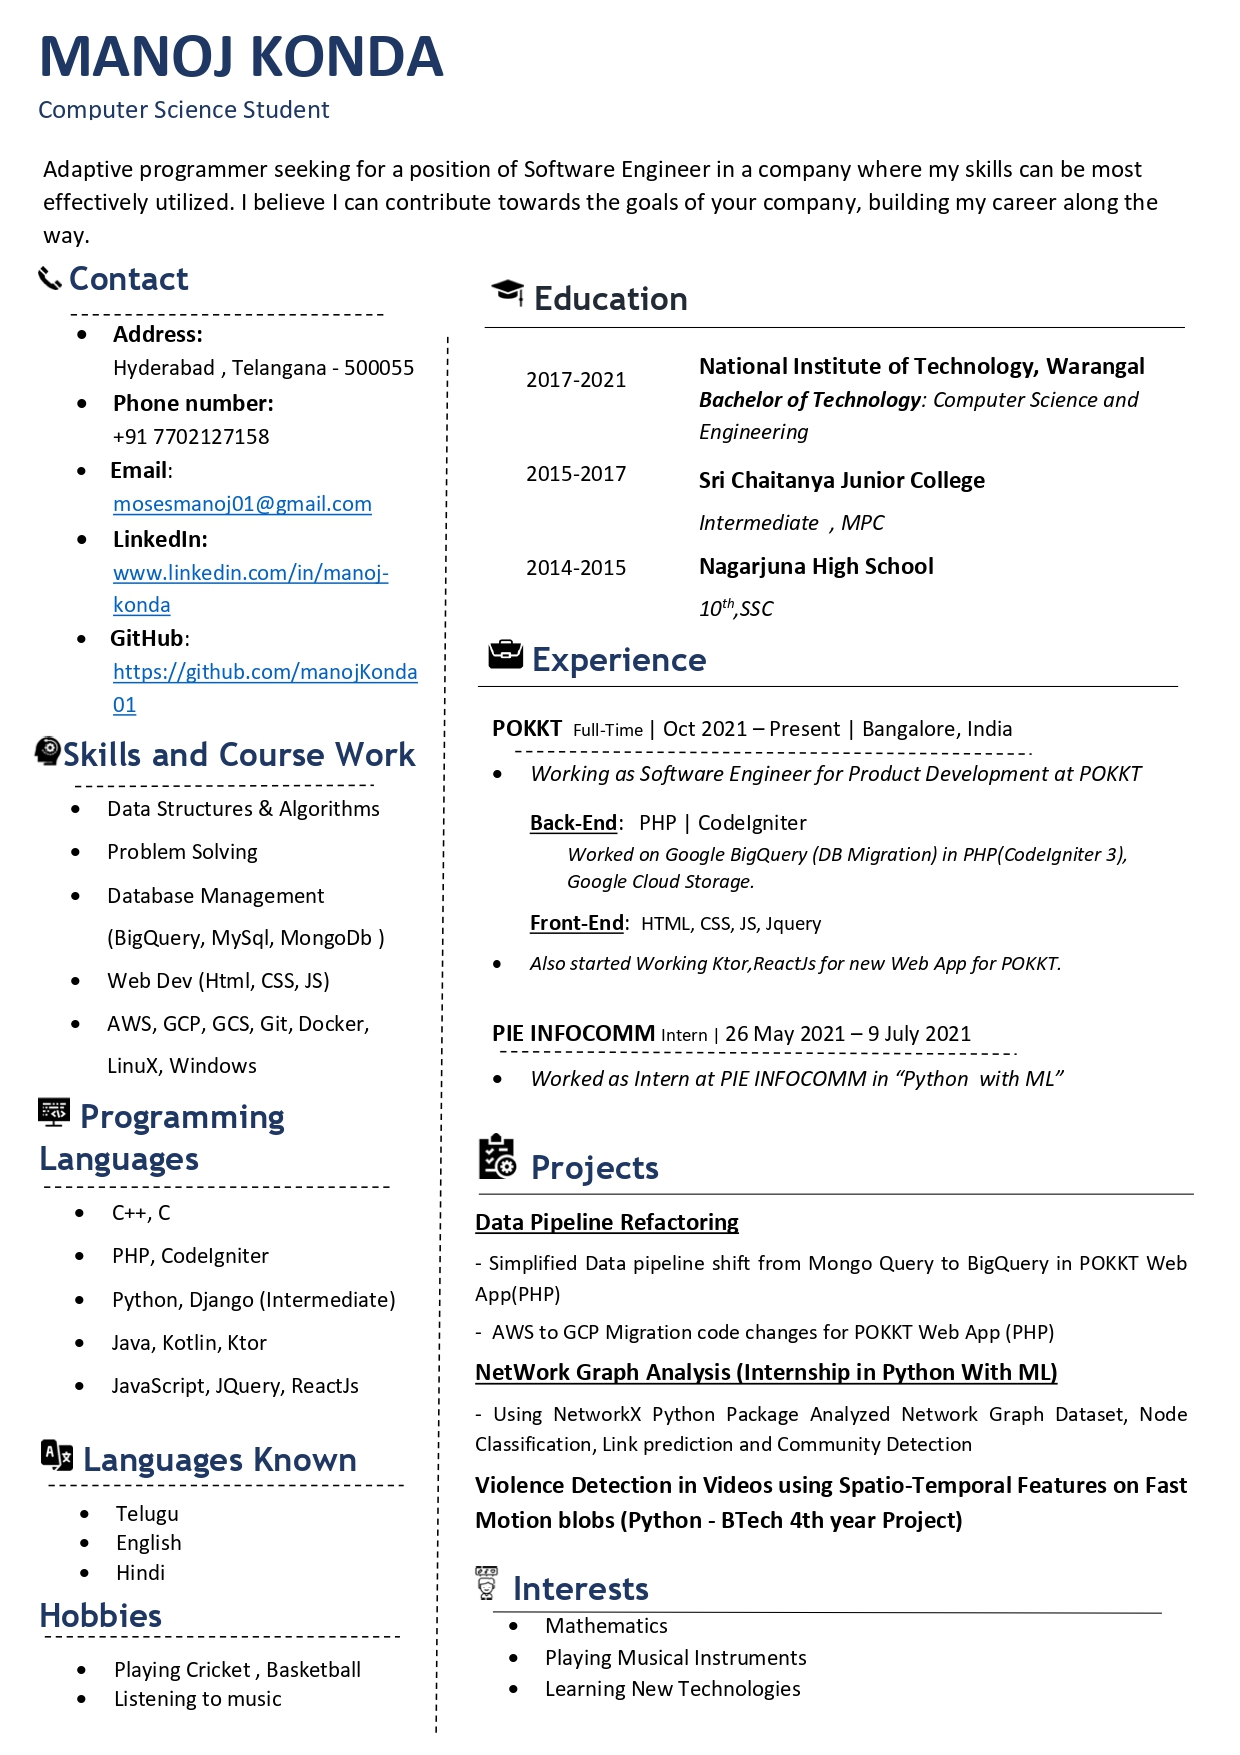 MANOJ KONDA
Computer Science Student
Adaptive programmer seeking for a position of Software Engineer in a company where my skills can be most
effectively utilized. I believe I can contribute towards the goals of your company, building my career along the
way.
Contact
• Address:
Hyderabad , Telangana - 500055
• Phone number:
+91 7702127158
• Email:
mosesmanoj01@gmail.com
• LinkedIn:
www.linkedin.com/in/manoj-
konda
• GitHub:
https://github.com/manojKonda
01
Skills and Course Work
• Data Structures & Algorithms
• Problem Solving
• Database Management
(BigQuery, MySql, MongoDb )
• Web Dev (Html, CSS, JS)
• AWS, GCP, GCS, Git, Docker,
LinuX, Windows
Programming
Languages
• C++, C
• PHP, CodeIgniter
• Python, Django (Intermediate)
• Java, Kotlin, Ktor
• JavaScript, JQuery, ReactJs
Languages Known
• Telugu
• English
• Hindi
Hobbies
• Playing Cricket , Basketball
• Listening to music
Education
2017-2021
National Institute of Technology, Warangal
Bachelor of Technology: Computer Science and
Engineering
2015-2017
Sri Chaitanya Junior College
Intermediate , MPC
2014-2015
Nagarjuna High School
10th,SSC
Experience
POKKT Full-Time | Oct 2021 – Present | Bangalore, India
• Working as Software Engineer for Product Development at POKKT
Back-End: PHP | CodeIgniter
Worked on Google BigQuery (DB Migration) in PHP(CodeIgniter 3),
Google Cloud Storage.
Front-End: HTML, CSS, JS, Jquery
• Also started Working Ktor,ReactJs for new Web App for POKKT.
PIE INFOCOMM Intern | 26 May 2021 – 9 July 2021
• Worked as Intern at PIE INFOCOMM in “Python with ML”
Projects
Data Pipeline Refactoring
- Simplified Data pipeline shift from Mongo Query to BigQuery in POKKT Web
App(PHP)
- AWS to GCP Migration code changes for POKKT Web App (PHP)
NetWork Graph Analysis (Internship in Python With ML)
- Using NetworkX Python Package Analyzed Network Graph Dataset, Node
Classification, Link prediction and Community Detection
Violence Detection in Videos using Spatio-Temporal Features on Fast
Motion blobs (Python - BTech 4th year Project)
Interests
• Mathematics
• Playing Musical Instruments
• Learning New Technologies